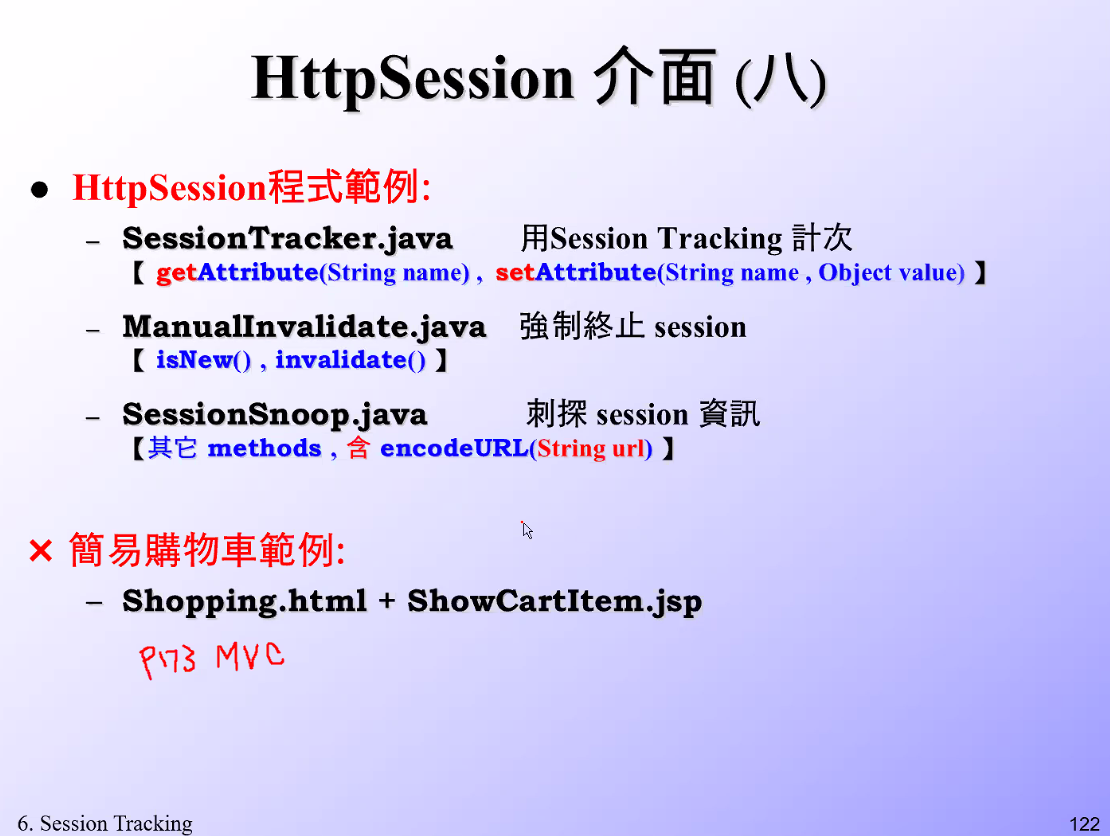 HttpSession 介面 (八)
● HttpSession程式範例:
– SessionTracker.java 用Session Tracking 計次
【 getAttribute(String name) , setAttribute(String name , Object value) 】
– ManualInvalidate.java 強制終止 session
【 isNew() , invalidate() 】
– SessionSnoop.java 刺探 session 資訊
【其它 methods , 含 encodeURL(String url) 】
× 簡易購物車範例:
– Shopping.html + ShowCartItem.jsp
P173 MVC
6. Session Tracking
122